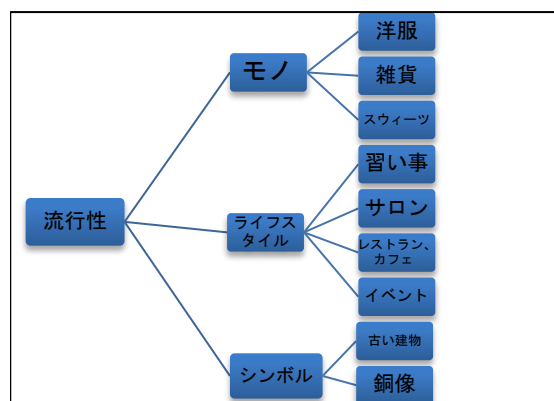 洋服
モノ
雑貨
スウィーツ
習い事
流行性
サロン
ライフス
タイル
レストラン、
カフェ
イベント
古い建物
シンボル
銅像